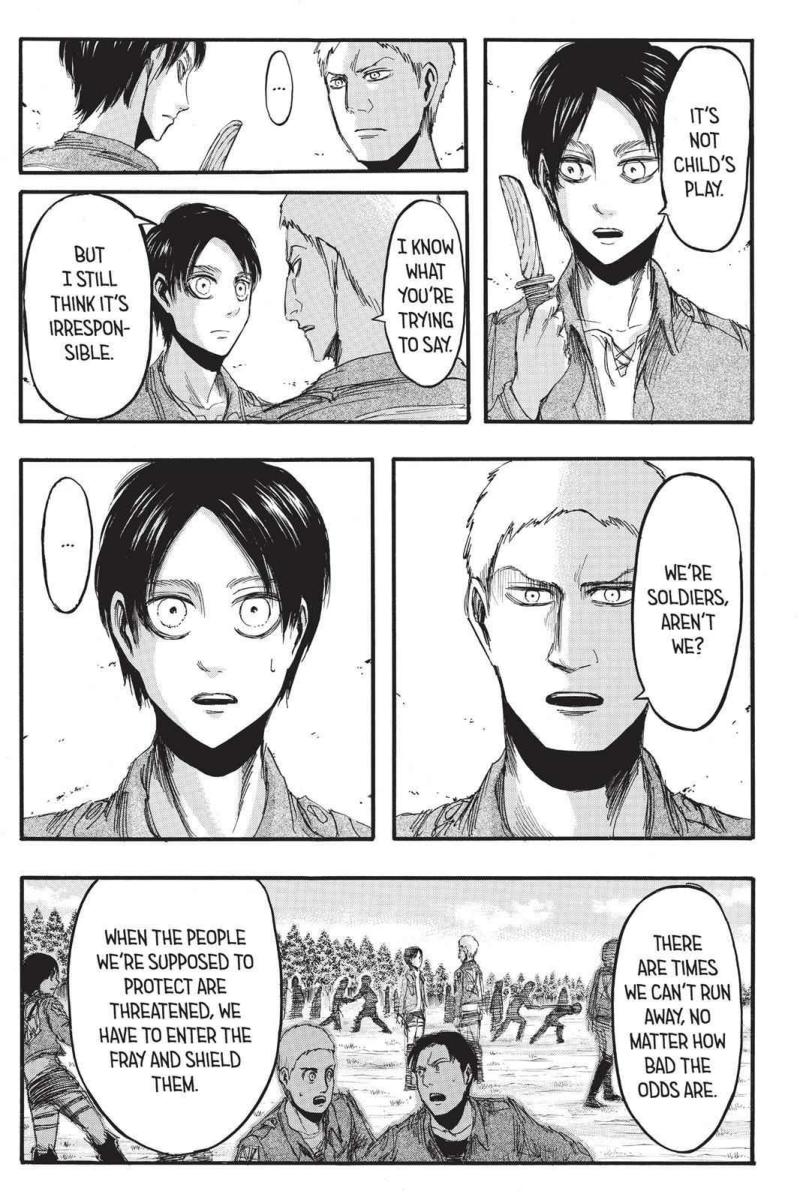 IT'S
NOT
CHILD'S
PLAY.
...
I KNOW
WHAT
YOU'RE
TRYING
TO SAY.
BUT
I STILL
THINK IT'S
IRRESPON-
SIBLE.
WE'RE
SOLDIERS,
AREN'T
WE?
...
THERE
ARE TIMES
WE CAN'T RUN
AWAY, NO
MATTER HOW
BAD THE
ODDS ARE.
WHEN THE PEOPLE
WE'RE SUPPOSED TO
PROTECT ARE
THREATENED, WE
HAVE TO ENTER THE
FRAY AND SHIELD
THEM.